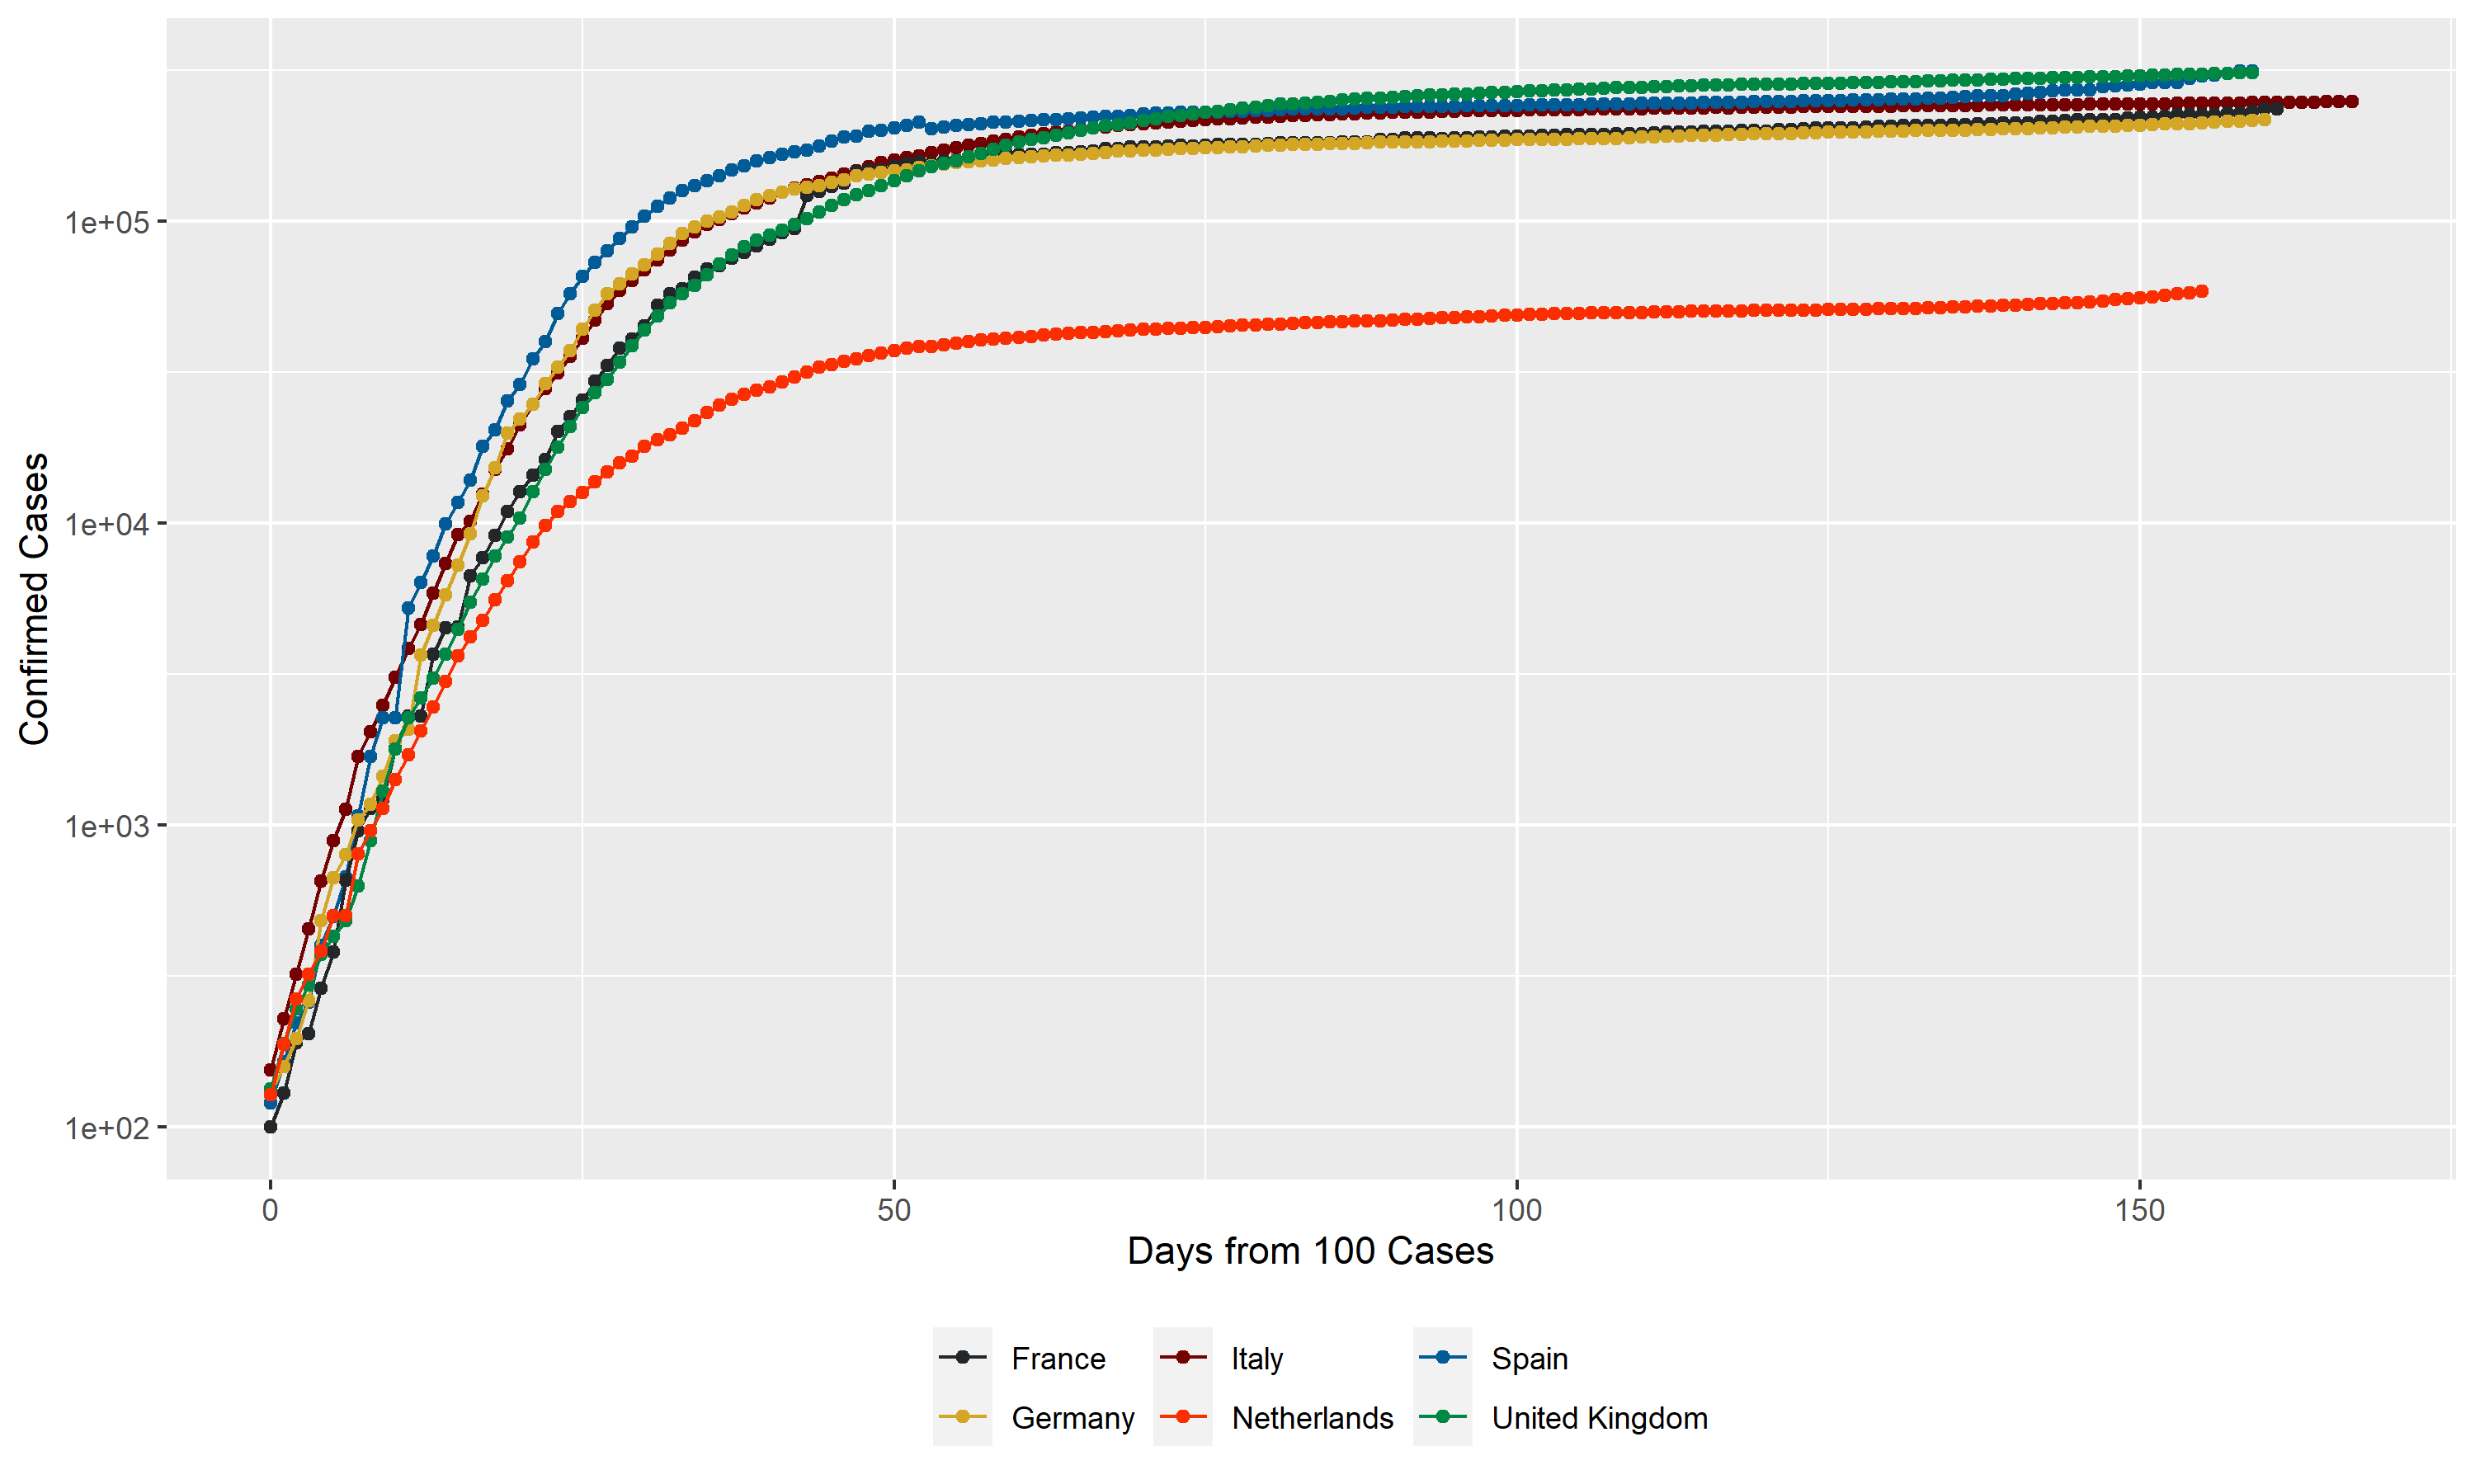 Confirmed Cases
1e+05
1e+04
1e+03
1e+02
0 50 100 150
Days from 100 Cases
France Italy Spain
Germany Netherlands United Kingdom